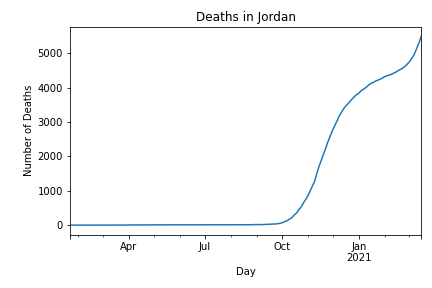 Deaths in Jordan
Number of Deaths
5000
4000
3000
2000
1000
0
Apr
Jul
Oct
Jan
2021
Day